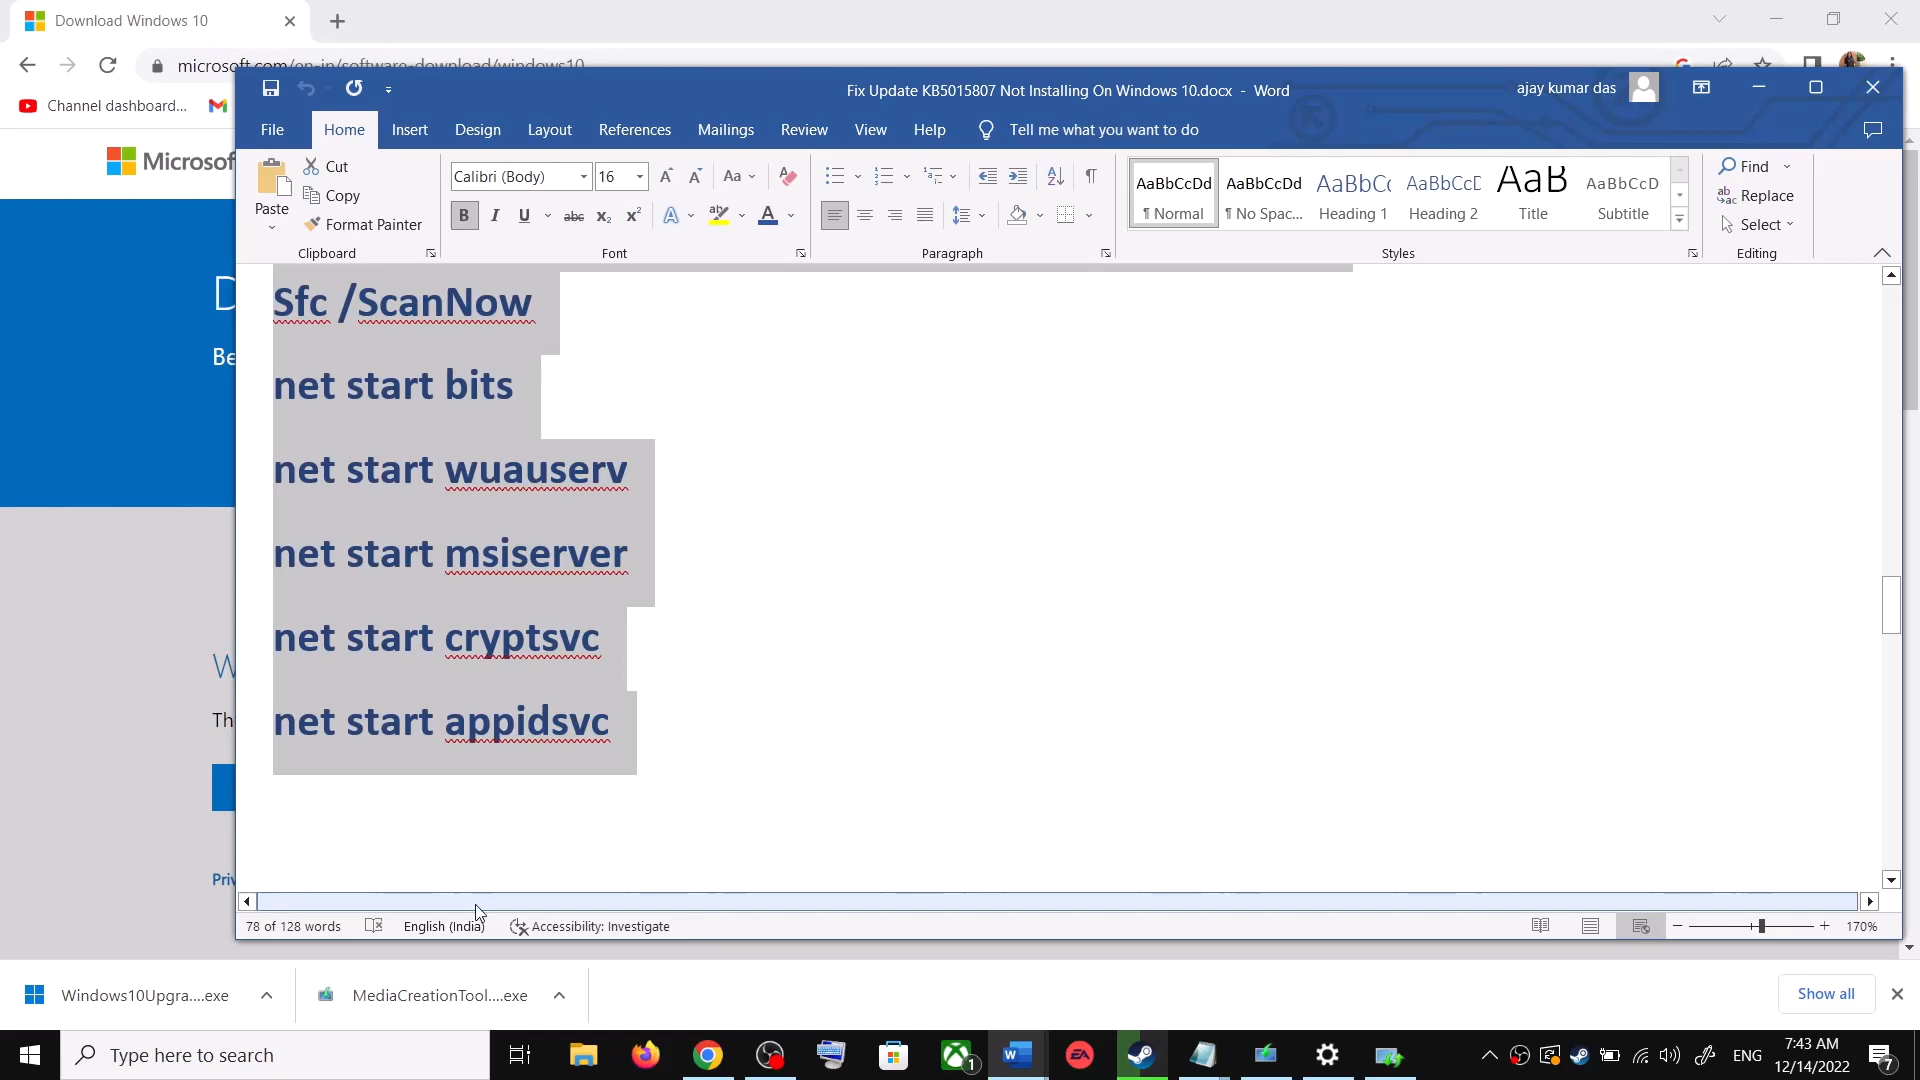 Download Windows 10
microsoft.com/en-in/software-download/windows10
Channel dashboard...
Microsof
D
Be
W
Th
Priv
Fix Update KB5015807 Not Installing On Windows 10.docx - Word
ajay kumar das
File Home Insert Design Layout References Mailings Review View Help Tell me what you want to do
Paste
Cut
Copy
Format Painter
Clipboard
Calibri (Body) 16
Font
Paragraph
AaBbCcDd AaBbCcDd AaBbCc AaBbCcD AaB AaBbCcD
¶ Normal ¶ No Spac... Heading 1 Heading 2 Title Subtitle
Styles
Find
Replace
Select
Editing
Sfc /ScanNow
net start bits
net start wuauserv
net start msiserver
net start cryptsvc
net start appidsvc
78 of 128 words English (India) Accessibility: Investigate 170%
Windows10Upgra....exe MediaCreationTool....exe Show all
Type here to search
1
ENG
7:43 AM
12/14/2022
7